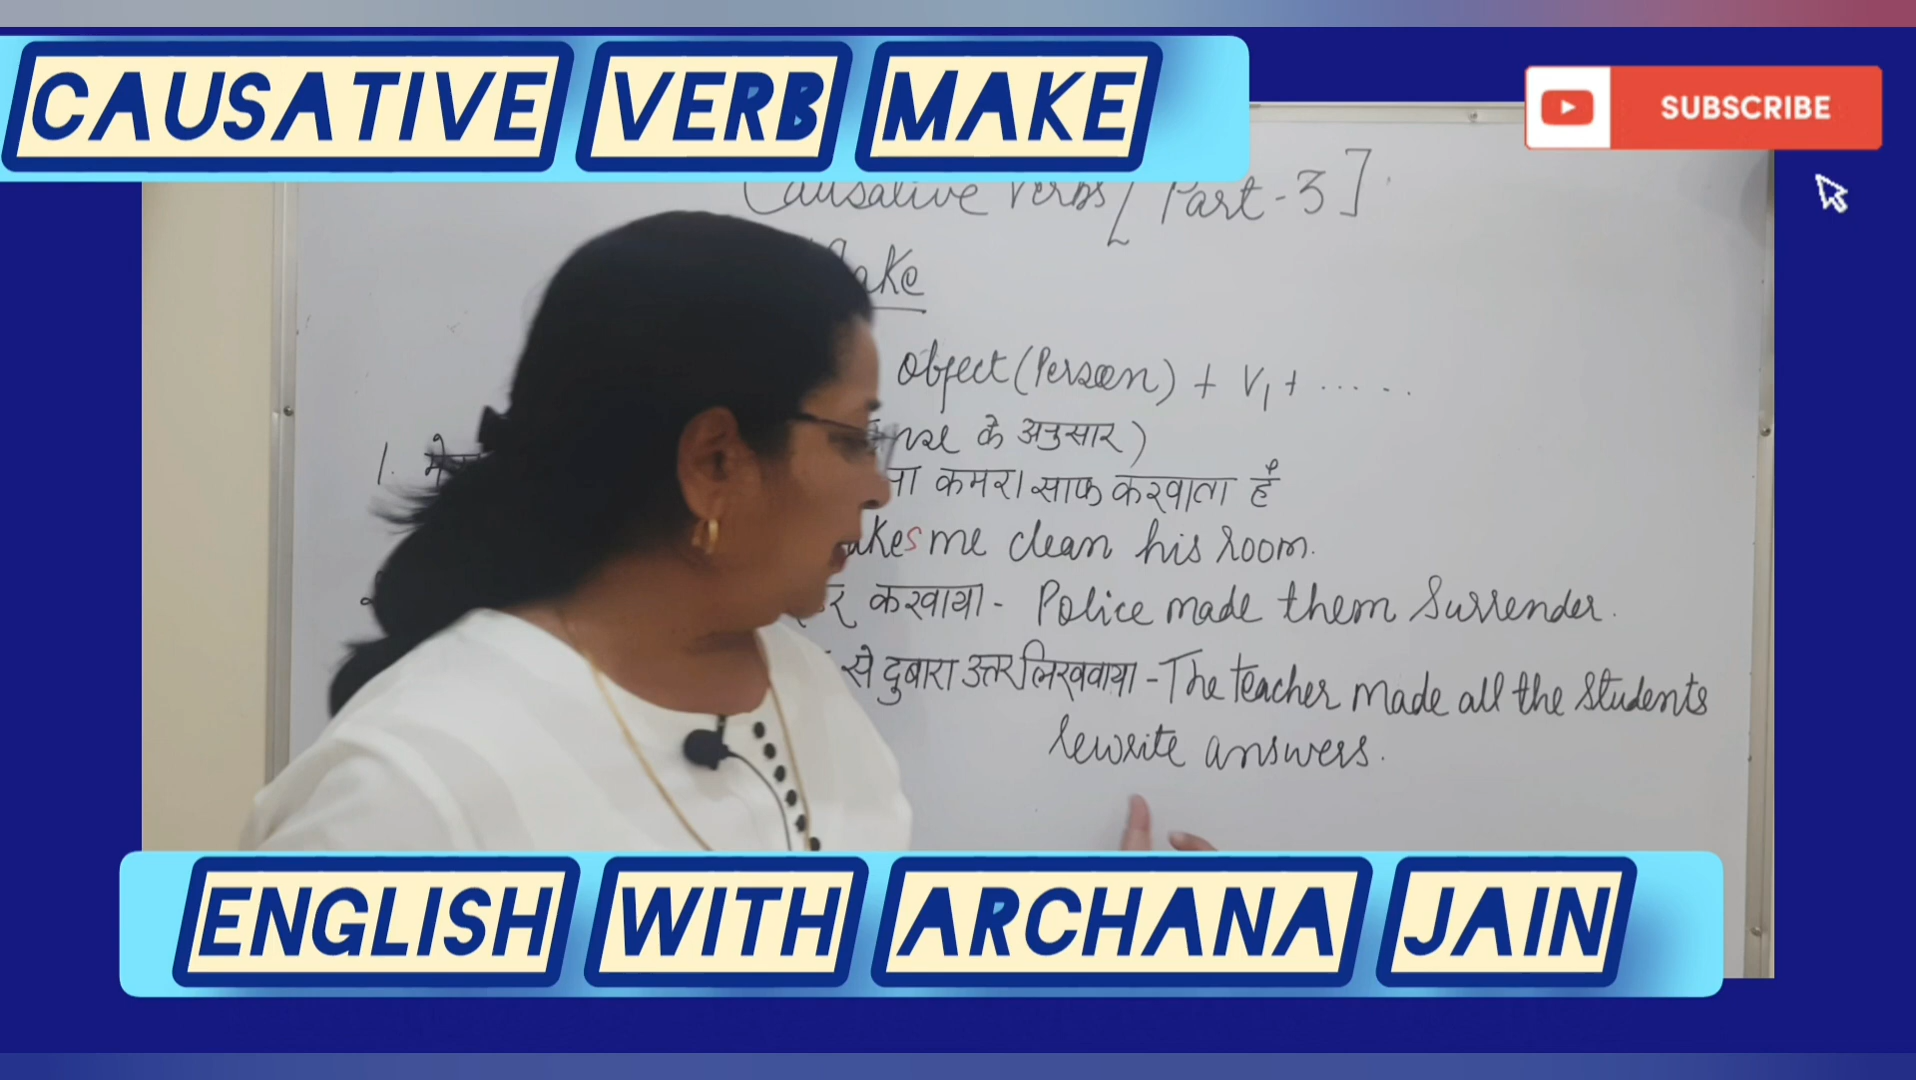 CAUSATIVE VERB MAKE
SUBSCRIBE
Causative Verbs [Part-3]
object (Person) + V1 + .....
के अनुसार)
1.
कमरा साफ करवाता है
me clean his room.
करवाया - Police made them Surrender.
से दुबारा उत्तर लिखवाया - The teacher made all the Students
rewrite answers.
ENGLISH WITH ARCHANA JAIN